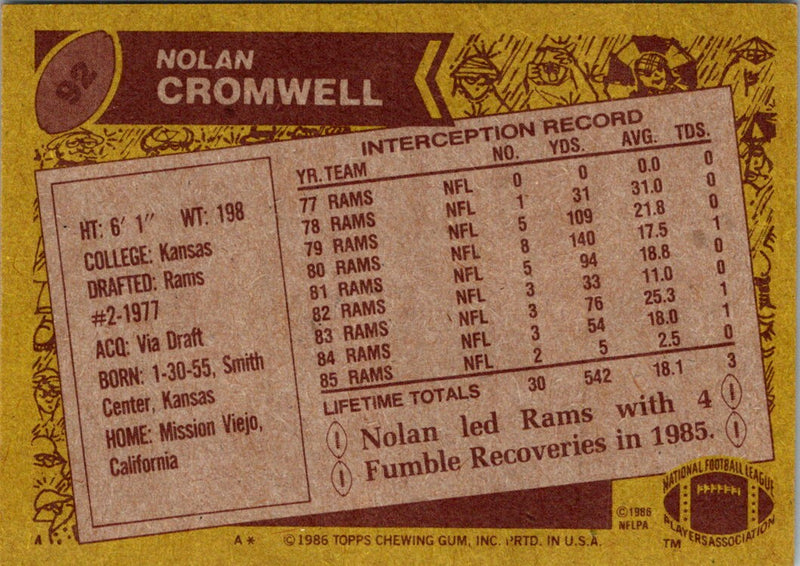 92
NOLAN
CROMWELL
HT: 6' 1" WT: 198
COLLEGE: Kansas
DRAFTED: Rams
#2-1977
ACQ: Via Draft
BORN: 1-30-55, Smith
Center, Kansas
HOME: Mission Viejo,
California
INTERCEPTION RECORD
YR. TEAM NO. YDS. AVG. TDS.
77 RAMS NFL 0 0 0.0 0
78 RAMS NFL 1 31 31.0 0
79 RAMS NFL 5 109 21.8 0
80 RAMS NFL 8 140 17.5 1
81 RAMS NFL 5 94 18.8 0
82 RAMS NFL 3 33 11.0 0
83 RAMS NFL 3 76 25.3 1
84 RAMS NFL 3 54 18.0 1
85 RAMS NFL 2 5 2.5 0
LIFETIME TOTALS 30 542 18.1 3
Nolan led Rams with 4
Fumble Recoveries in 1985.
NATIONAL FOOTBALL LEAGUE
PLAYERS ASSOCIATION
TM
©1986
NFLPA
A A* ©1986 TOPPS CHEWING GUM, INC. PRTD. IN U.S.A.